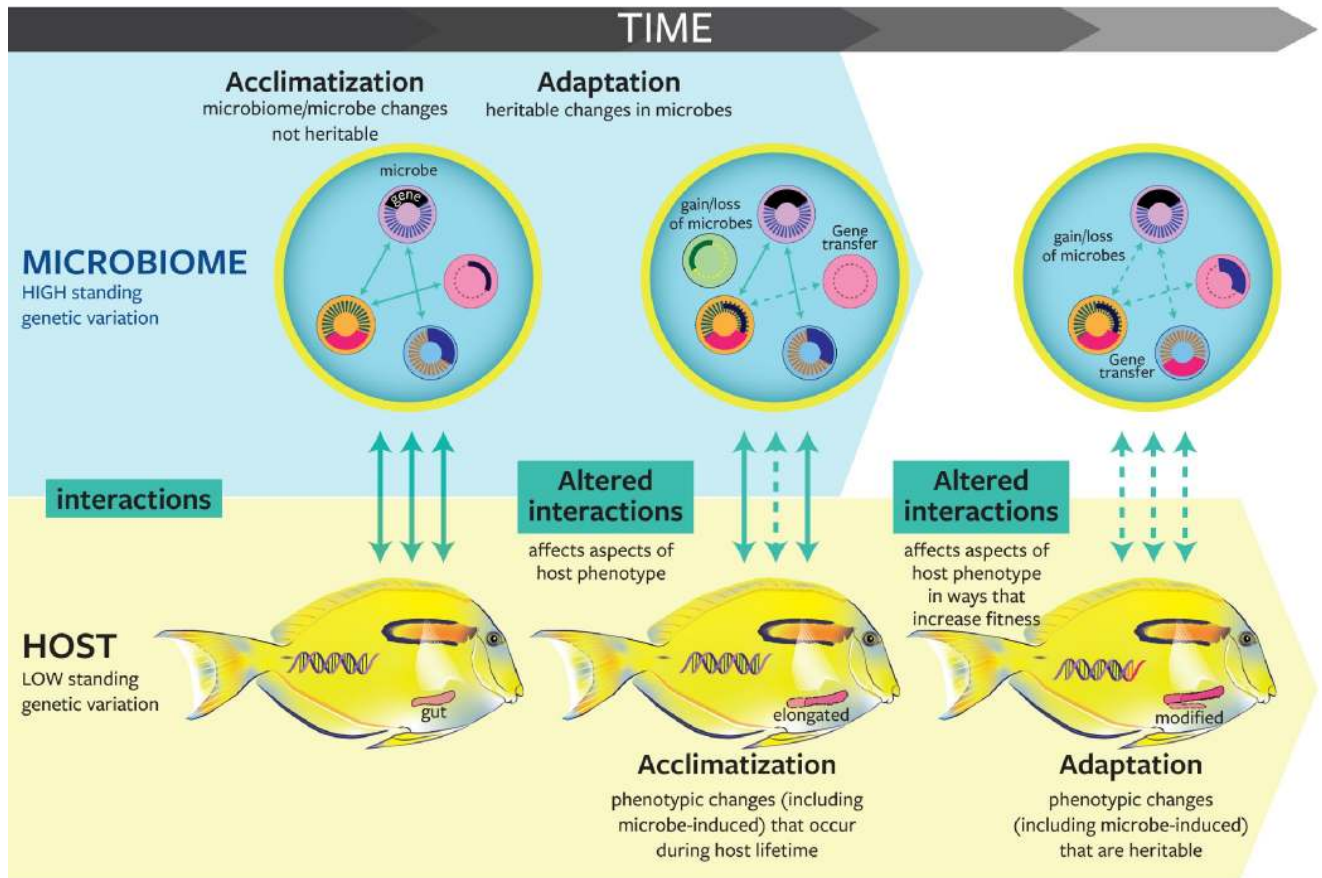 TIME
Acclimatization
microbiome/microbe changes
not heritable
Adaptation
heritable changes in microbes
MICROBIOME
HIGH standing
genetic variation
microbe
gene
gain/loss
of microbes
Gene
transfer
gain/loss
of microbes
Gene
transfer
interactions
Altered
interactions
affects aspects of
host phenotype
Altered
interactions
affects aspects of
host phenotype
in ways that
increase fitness
HOST
LOW standing
genetic variation
gut
elongated
modified
Acclimatization
phenotypic changes (including
microbe-induced) that occur
during host lifetime
Adaptation
phenotypic changes
(including microbe-induced)
that are heritable